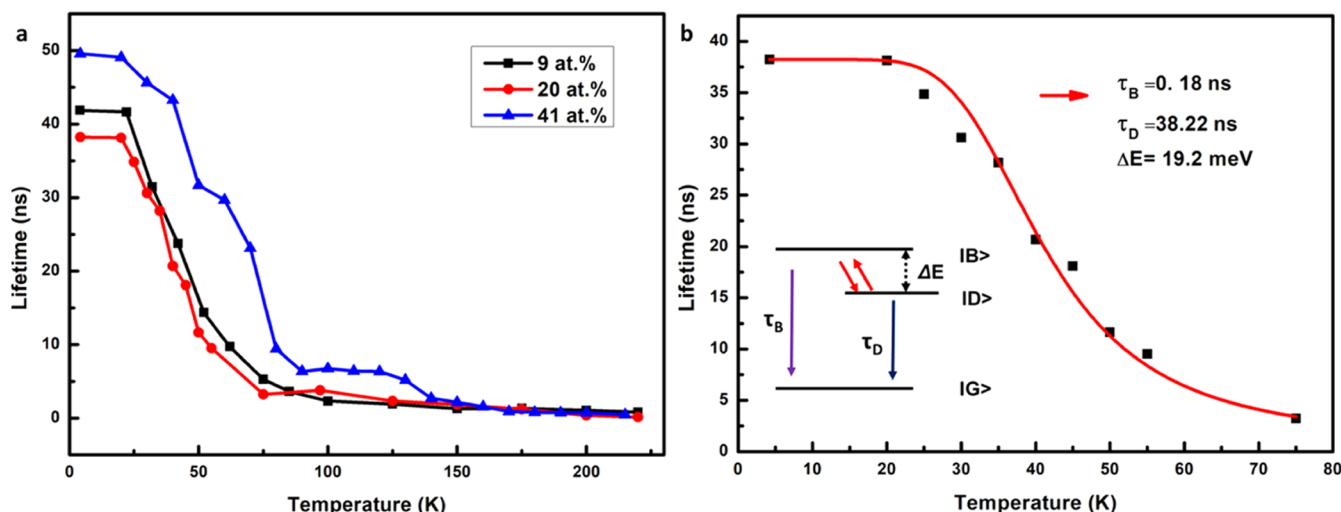 a
50
40
30
20
10
0
Lifetime (ns)
9 at.%
20 at.%
41 at.%
0 50 100 150 200
Temperature (K)
b
40
35
30
25
20
15
10
5
0
Lifetime (ns)
τB=0. 18 ns
τD=38.22 ns
ΔE= 19.2 meV
IB>
ΔE
ID>
τB
τD
IG>
0 10 20 30 40 50 60 70 80
Temperature (K)